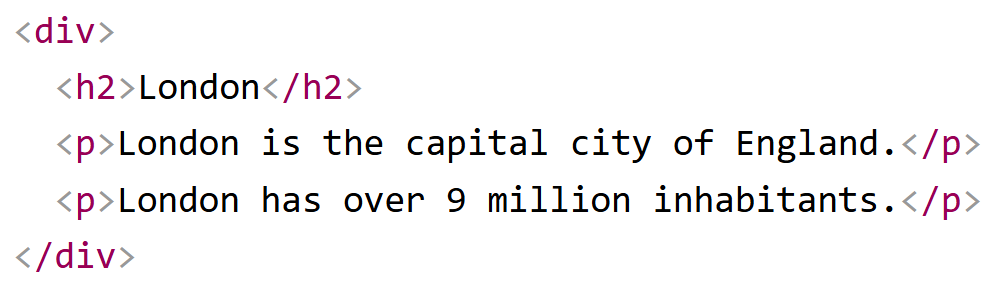 <div>
  <h2>London</h2>
  <p>London is the capital city of England.</p>
  <p>London has over 9 million inhabitants.</p>
</div>